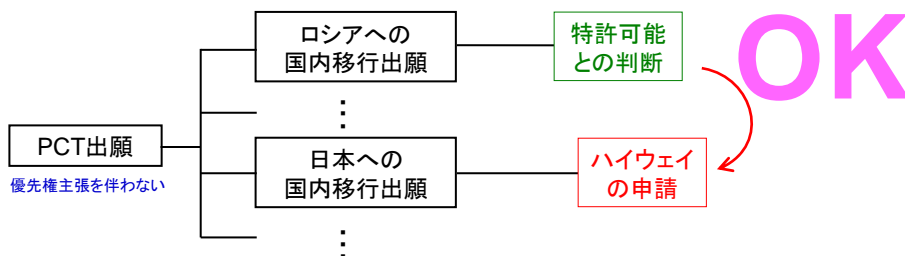 ロシアへの
国内移行出願
特許可能
との判断
OK
⋮
PCT出願
優先権主張を伴わない
日本への
国内移行出願
ハイウェイ
の申請
⋮